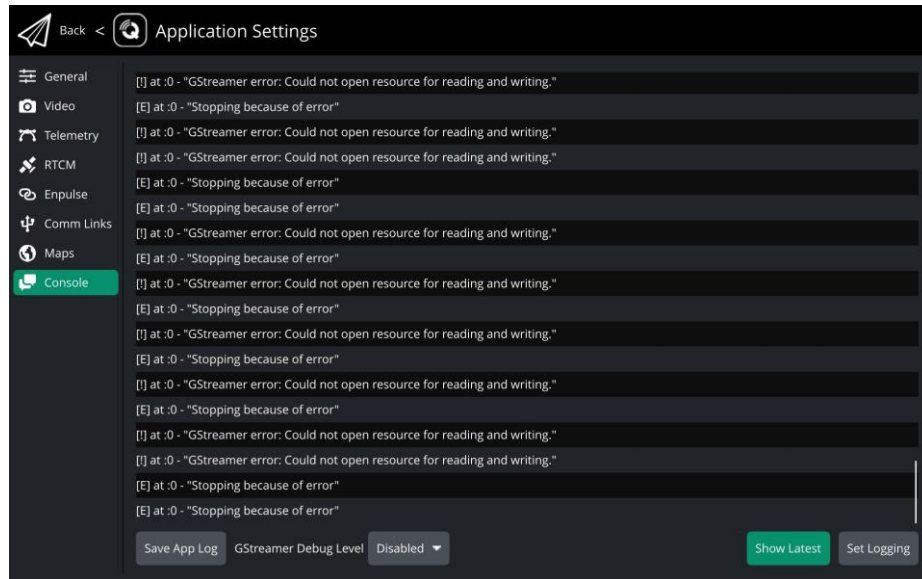 Back < Application Settings
General
Video
Telemetry
RTCM
Enpulse
Comm Links
Maps
Console
[!] at :0 - "GStreamer error: Could not open resource for reading and writing."
[E] at :0 - "Stopping because of error"
[!] at :0 - "GStreamer error: Could not open resource for reading and writing."
[!] at :0 - "GStreamer error: Could not open resource for reading and writing."
[E] at :0 - "Stopping because of error"
[E] at :0 - "Stopping because of error"
[!] at :0 - "GStreamer error: Could not open resource for reading and writing."
[E] at :0 - "Stopping because of error"
[!] at :0 - "GStreamer error: Could not open resource for reading and writing."
[E] at :0 - "Stopping because of error"
[!] at :0 - "GStreamer error: Could not open resource for reading and writing."
[E] at :0 - "Stopping because of error"
[!] at :0 - "GStreamer error: Could not open resource for reading and writing."
[E] at :0 - "Stopping because of error"
[!] at :0 - "GStreamer error: Could not open resource for reading and writing."
[!] at :0 - "GStreamer error: Could not open resource for reading and writing."
[E] at :0 - "Stopping because of error"
[E] at :0 - "Stopping because of error"
Save App Log GStreamer Debug Level Disabled Show Latest Set Logging